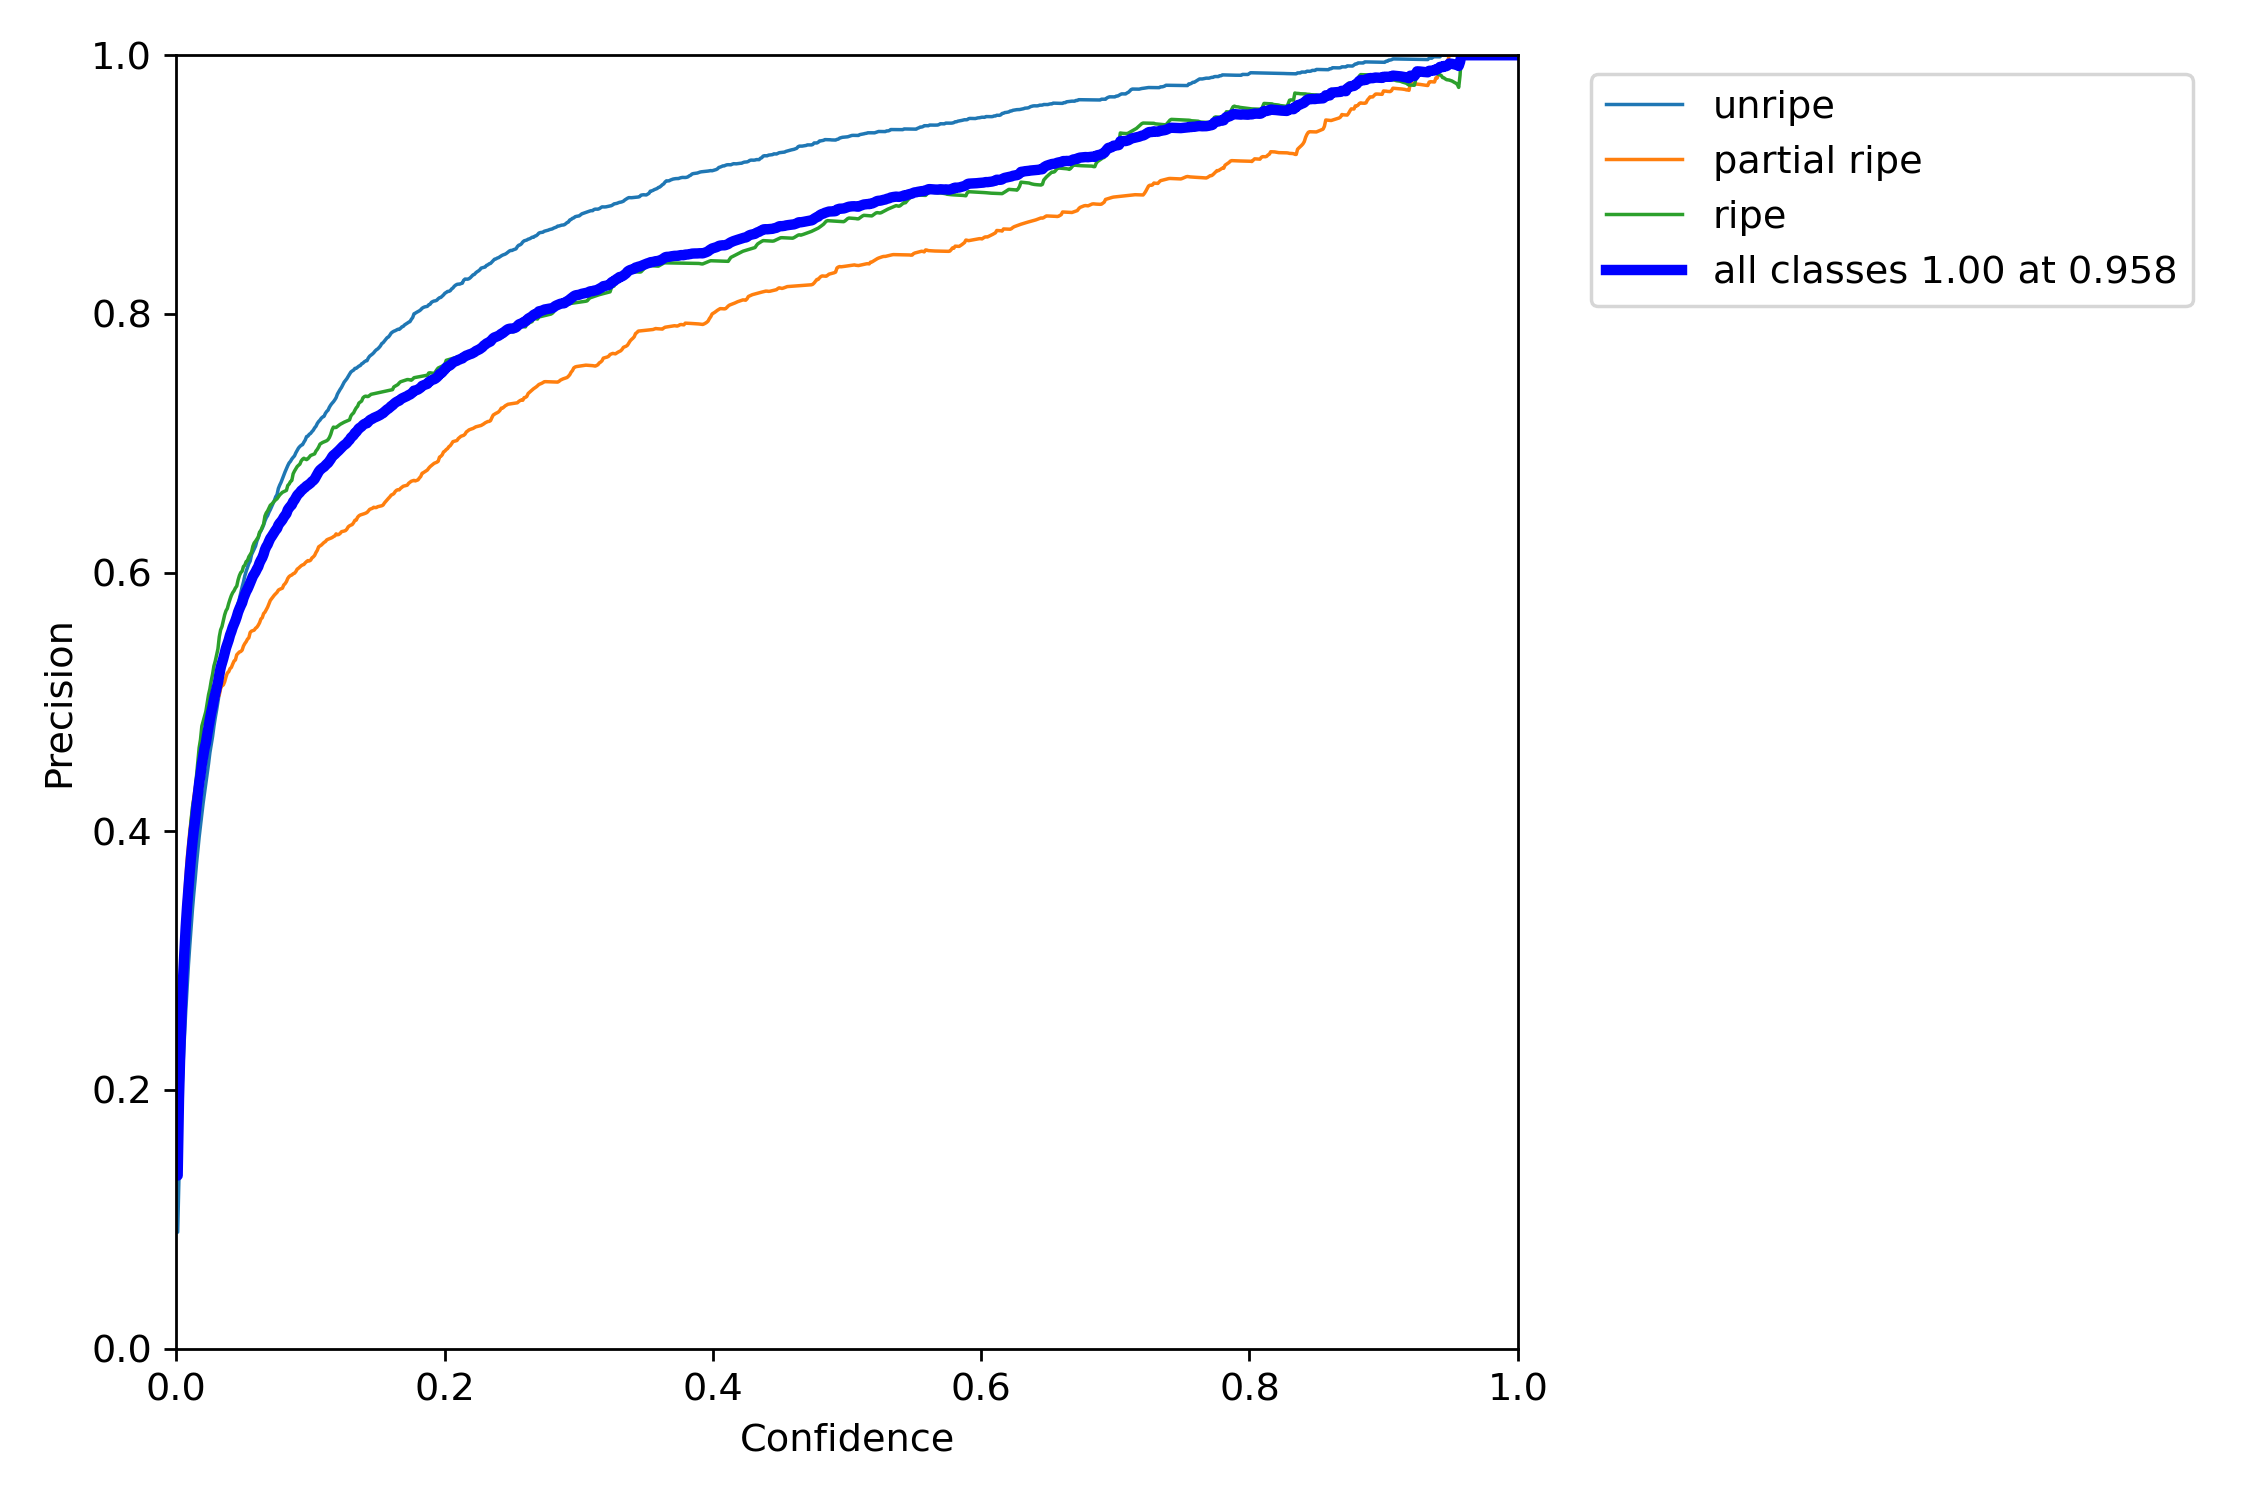 1.0
0.8
0.6
0.4
0.2
0.0
Precision
0.0 0.2 0.4 0.6 0.8 1.0
Confidence
unripe
partial ripe
ripe
all classes 1.00 at 0.958